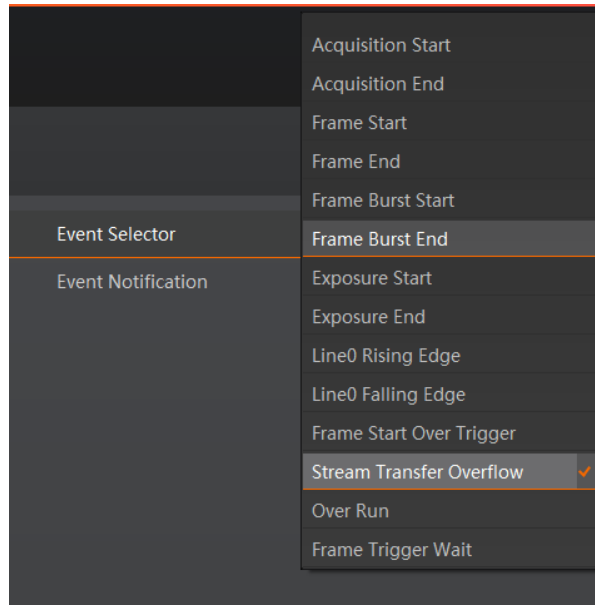 Acquisition Start
Acquisition End
Frame Start
Frame End
Frame Burst Start
Event Selector
Frame Burst End
Event Notification
Exposure Start
Exposure End
Line0 Rising Edge
Line0 Falling Edge
Frame Start Over Trigger
Stream Transfer Overflow
Over Run
Frame Trigger Wait